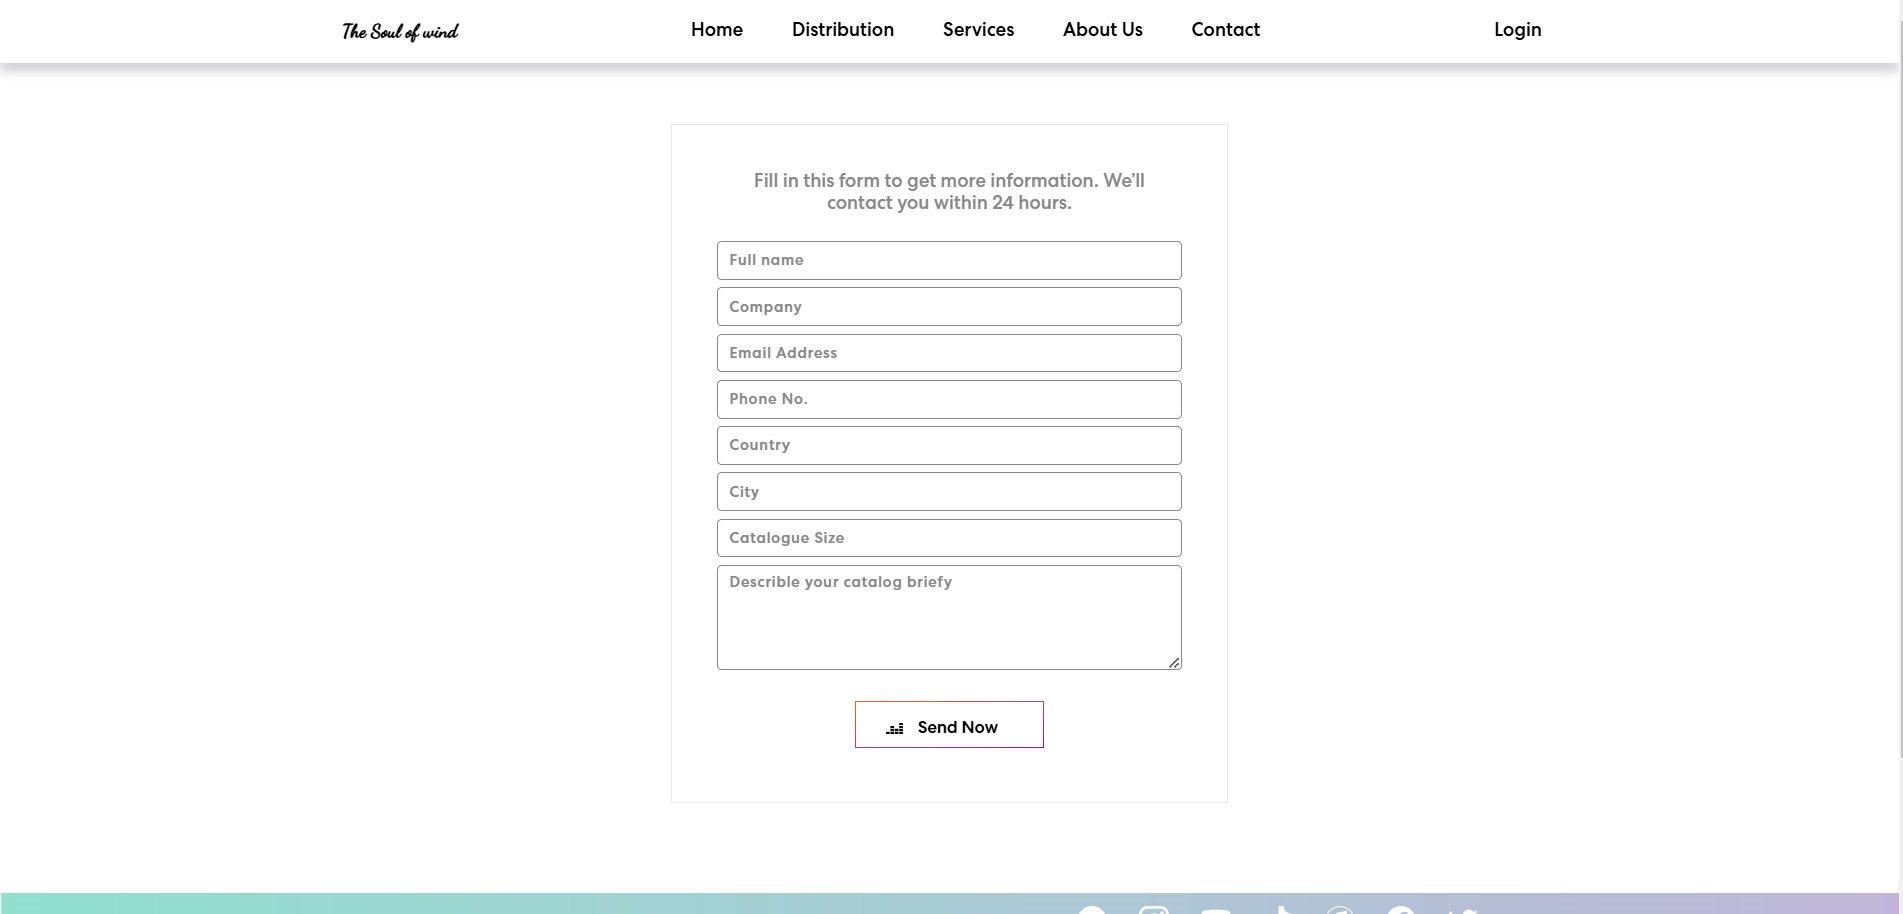 The Soul of wind
Home
Distribution
Services
About Us
Contact
Login
Fill in this form to get more information. We’ll
contact you within 24 hours.
Full name
Company
Email Address
Phone No.
Country
City
Catalogue Size
Describle your catalog briefy
Send Now